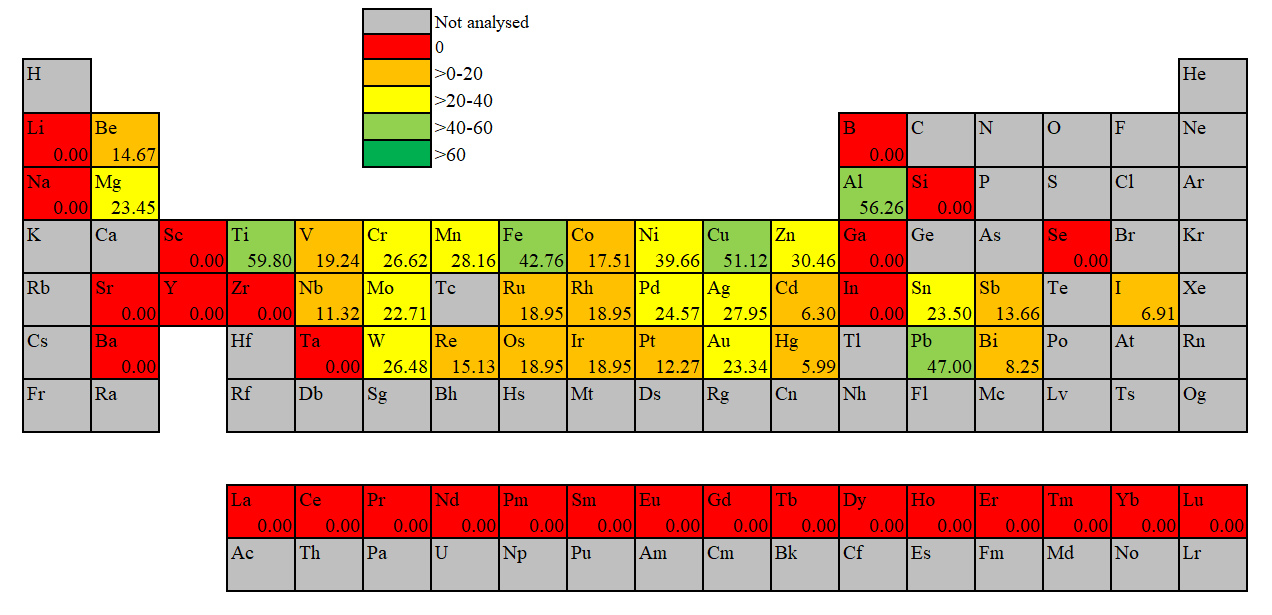 Not analysed
0
>0-20
>20-40
>40-60
>60
H He
Li Be B C N O F Ne
0.00 14.67 0.00
Na Mg Al Si P S Cl Ar
0.00 23.45 56.26 0.00
K Ca Sc Ti V Cr Mn Fe Co Ni Cu Zn Ga Ge As Se Br Kr
0.00 59.80 19.24 26.62 28.16 42.76 17.51 39.66 51.12 30.46 0.00 0.00
Rb Sr Y Zr Nb Mo Tc Ru Rh Pd Ag Cd In Sn Sb Te I Xe
0.00 0.00 0.00 11.32 22.71 18.95 18.95 24.57 27.95 6.30 0.00 23.50 13.66 6.91
Cs Ba Hf Ta W Re Os Ir Pt Au Hg Tl Pb Bi Po At Rn
0.00 0.00 26.48 15.13 18.95 18.95 12.27 23.34 5.99 47.00 8.25
Fr Ra Rf Db Sg Bh Hs Mt Ds Rg Cn Nh Fl Mc Lv Ts Og
La Ce Pr Nd Pm Sm Eu Gd Tb Dy Ho Er Tm Yb Lu
0.00 0.00 0.00 0.00 0.00 0.00 0.00 0.00 0.00 0.00 0.00 0.00 0.00 0.00 0.00
Ac Th Pa U Np Pu Am Cm Bk Cf Es Fm Md No Lr